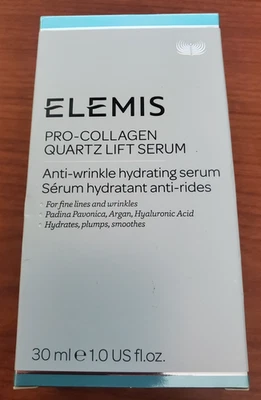 ELEMIS
PRO-COLLAGEN
QUARTZ LIFT SERUM
Anti-wrinkle hydrating serum
Sérum hydratant anti-rides
· For fine lines and wrinkles
· Padina Pavonica, Argan, Hyaluronic Acid
· Hydrates, plumps, smoothes
30 ml ℮ 1.0 US fl.oz.